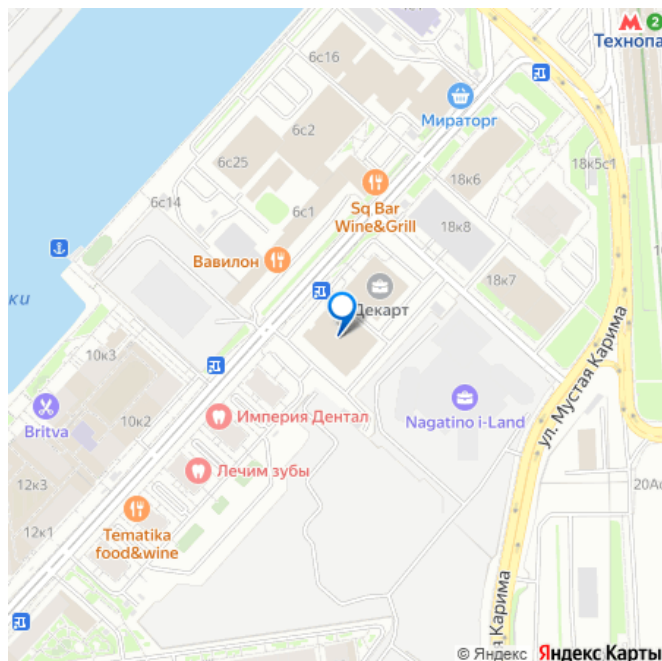 6с16
2
Технопа
Мираторг
6с2
18к5с1
6с25
18к6
6с14
6с1
Sq Bar
Wine&Grill
18к8
Вавилон
18к7
ки
Декарт
ул. Мустая Карима
10к3
10к2
Britva
Империя Дентал
Nagatino i-Land
Лечим зубы
12к3
20Ас
12к1
Tematika
food&wine
я Карима
© Яндекс Яндекс Карты